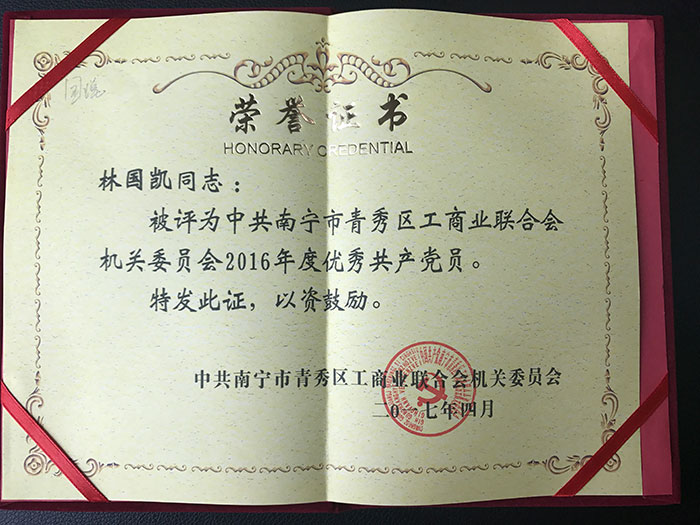 荣誉证书
HONORARY CREDENTIAL
林国凯同志：
被评为中共南宁市青秀区工商业联合会
机关委员会2016年度优秀共产党员。
特发此证，以资鼓励。
中共南宁市青秀区工商业联合会机关委员会
二0一七年四月